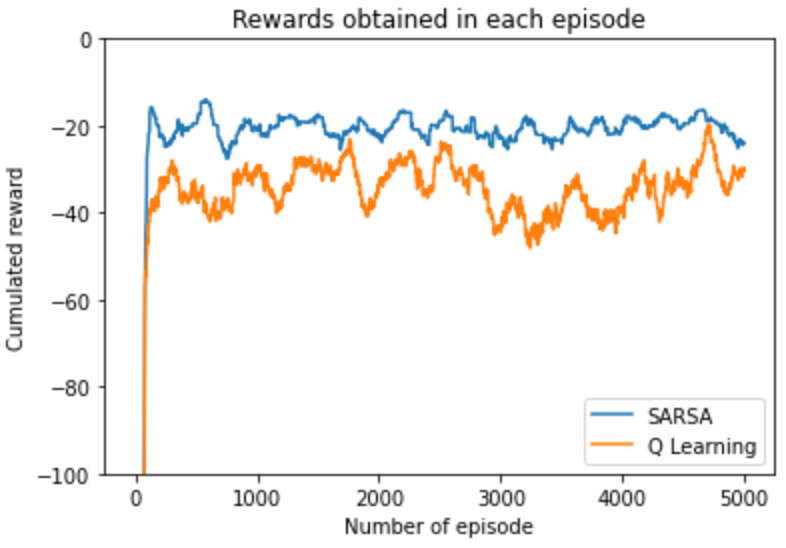 Rewards obtained in each episode
0
−20
−40
−60
−80
−100
Cumulated reward
SARSA
Q Learning
0 1000 2000 3000 4000 5000
Number of episode